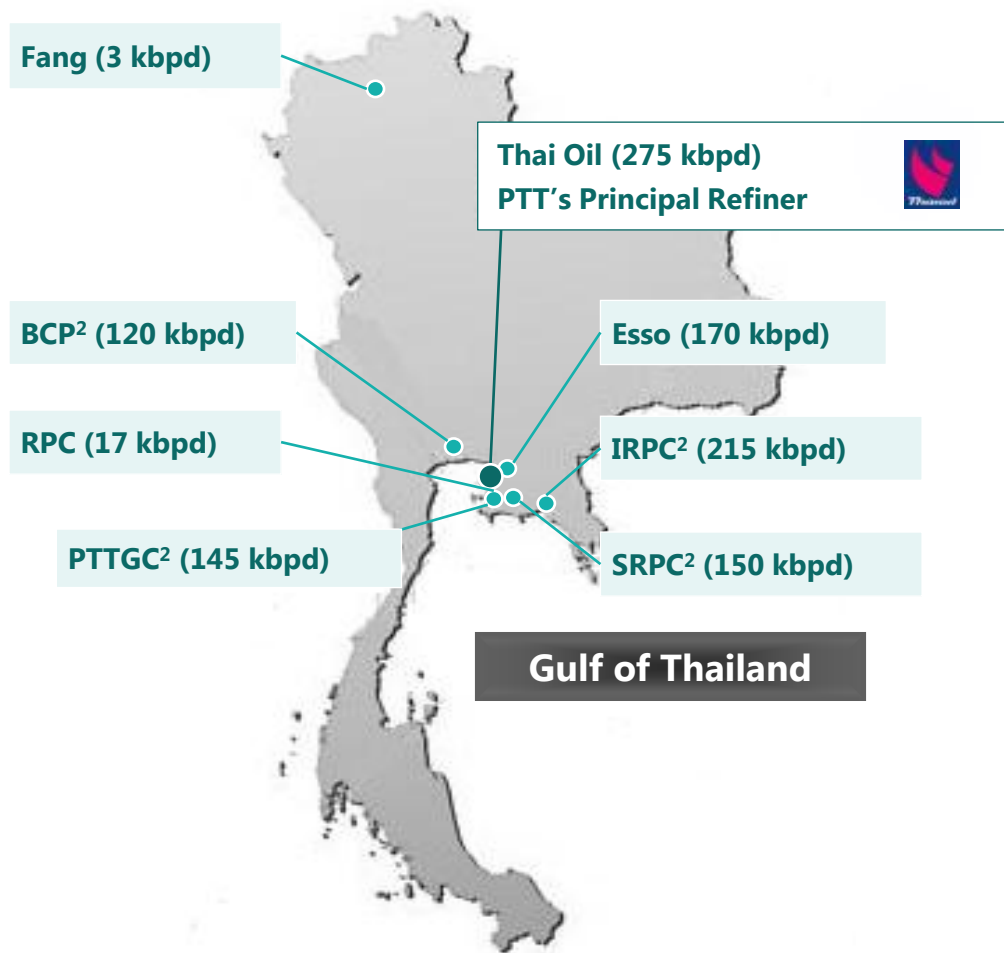 Fang (3 kbpd)
Thai Oil (275 kbpd)
PTT’s Principal Refiner
BCP² (120 kbpd)
Esso (170 kbpd)
RPC (17 kbpd)
IRPC² (215 kbpd)
PTTGC² (145 kbpd)
SRPC² (150 kbpd)
Gulf of Thailand